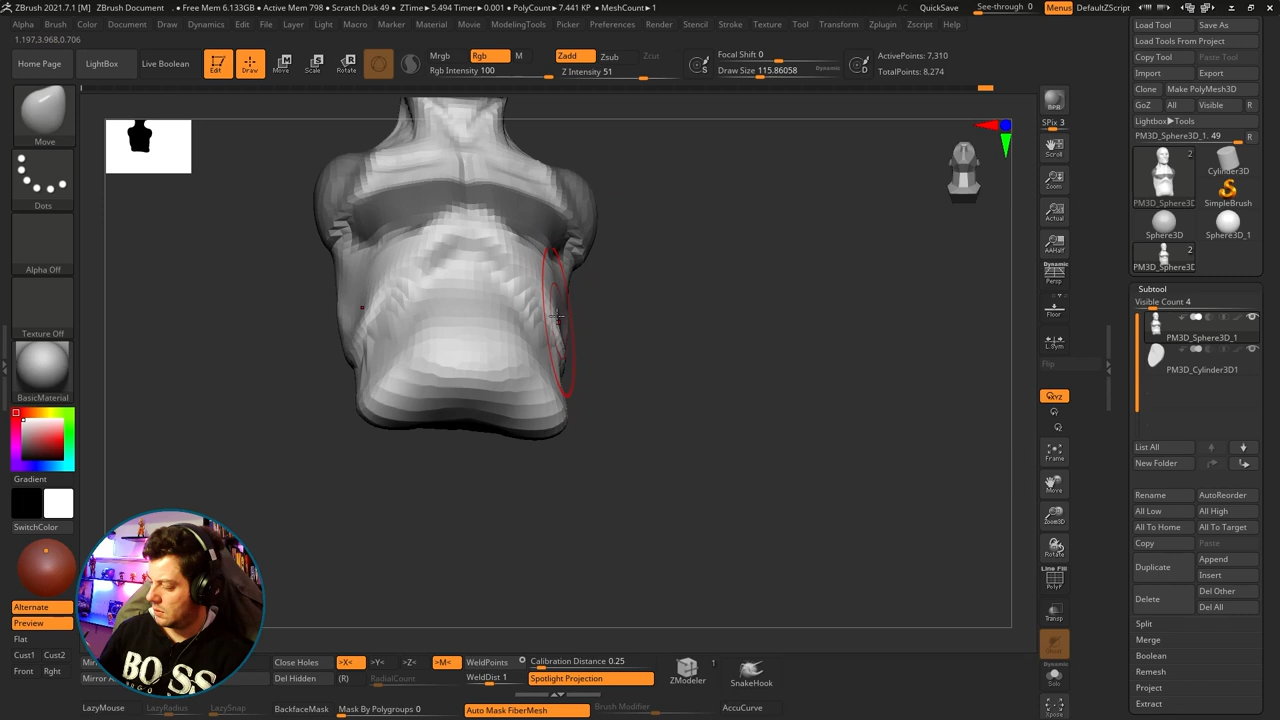 ZBrush 2021.7.1 [M] ZBrush Document . • Free Mem 6.133GB • Active Mem 798 • Scratch Disk 49 • ZTime▶5.494 Timer▶0.001 • PolyCount▶7.441 KP • MeshCount▶1 AC QuickSave See-through 0 Menus DefaultZScript
Alpha Brush Color Document Draw Dynamics Edit File Layer Light Macro Marker Material Movie ModelingTools Picker Preferences Render Stencil Stroke Texture Tool Transform Zplugin Zscript Help
1.197,3.968,0.706
Home Page
LightBox
Live Boolean
Edit
Draw
Move
Scale
Rotate
Mrgb Rgb M
Rgb Intensity 100
Zadd Zsub Zcut
Z Intensity 51
Focal Shift 0
Draw Size 115.86058 Dynamic
ActivePoints: 7,310
TotalPoints: 8,274
Move
Dots
Alpha Off
Texture Off
BasicMaterial
Gradient
SwitchColor
Alternate
Preview
Flat
Cust1 Cust2
Front Rght
BPR
SPix 3
Scroll
Zoom
Actual
AAHalf
Dynamic
Persp
Floor
L.Sym
XYZ
Frame
Move
Zoom3D
Rotate
Line Fill
PolyF
Transp
Dynamic
Solo
Xpose
Flip
Load Tool Save As
Load Tools From Project
Copy Tool Paste Tool
Import Export
Clone Make PolyMesh3D
GoZ All Visible R
Lightbox▶Tools
PM3D_Sphere3D_1. 49 R
2
Cylinder3D
PM3D_Sphere3D SimpleBrush
Sphere3D Sphere3D_1
2
PM3D_Sphere3D
Subtool
Visible Count 4
PM3D_Sphere3D_1
PM3D_Cylinder3D1
List All
New Folder
Rename AutoReorder
All Low All High
All To Home All To Target
Copy Paste
Duplicate Append
Insert
Delete Del Other
Del All
Split
Merge
Boolean
Remesh
Project
Extract
BOSS
Close Holes >X< >Y< >Z< >M< WeldPoints Calibration Distance 0.25
Del Hidden (R) RadialCount WeldDist 1 Spotlight Projection
ZModeler 1
SnakeHook
LazyMouse LazyRadius LazySnap BackfaceMask Mask By Polygroups 0 Auto Mask FiberMesh Brush Modifier AccuCurve